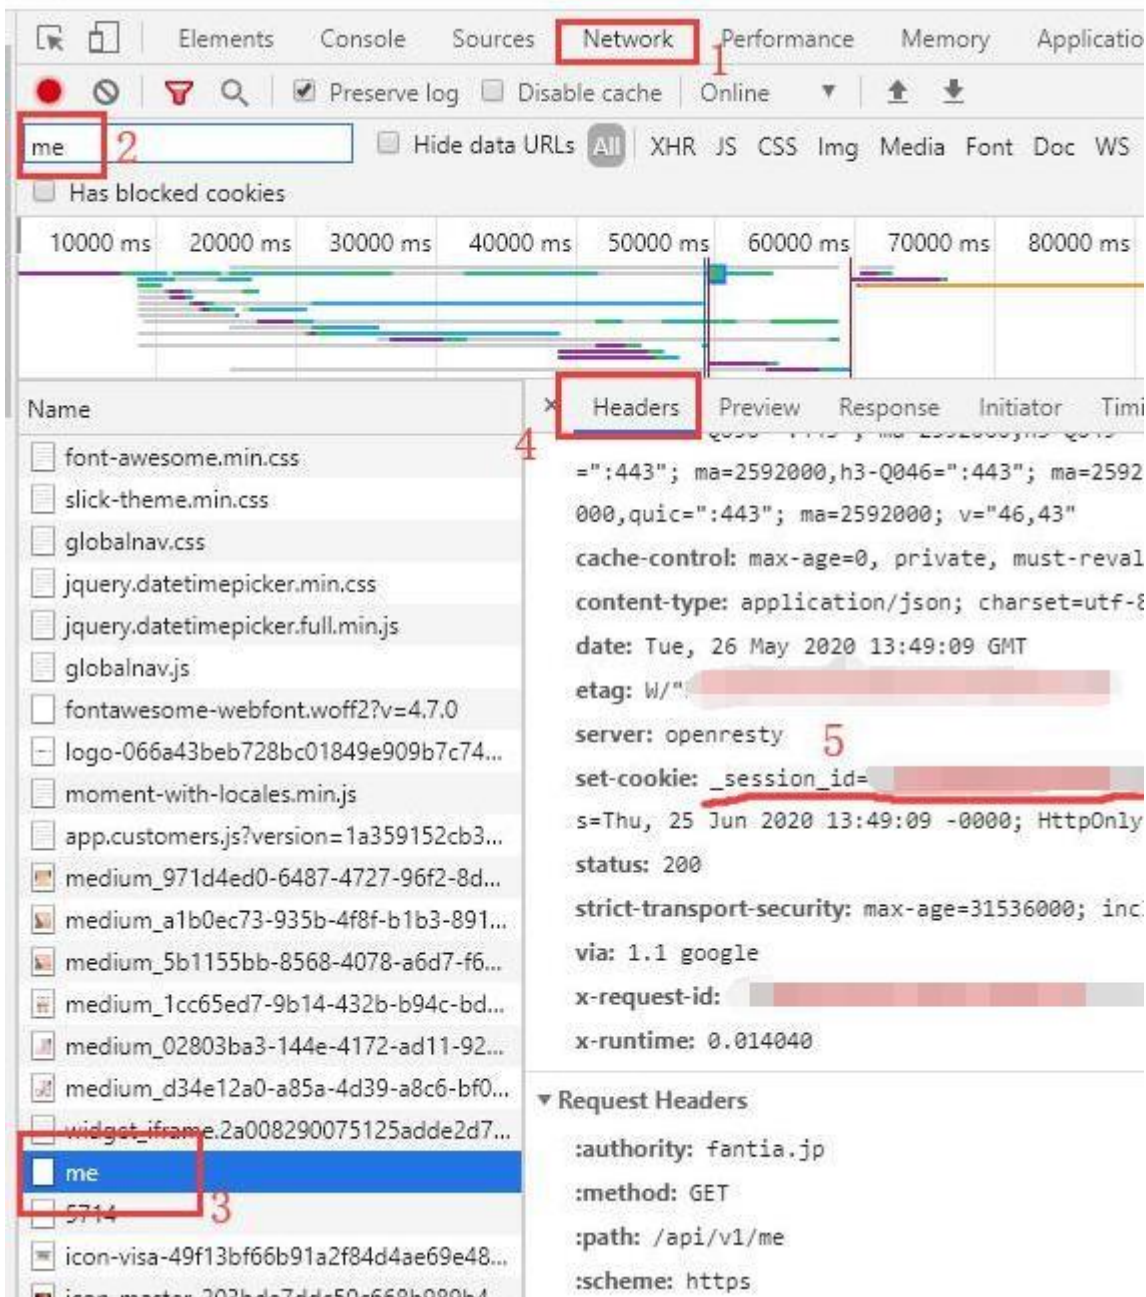 Elements Console Sources Network Performance Memory Applicatio
1
Preserve log Disable cache Online
me 2 Hide data URLs All XHR JS CSS Img Media Font Doc WS
Has blocked cookies
10000 ms 20000 ms 30000 ms 40000 ms 50000 ms 60000 ms 70000 ms 80000 ms
Name
font-awesome.min.css
slick-theme.min.css
globalnav.css
jquery.datetimepicker.min.css
jquery.datetimepicker.full.min.js
globalnav.js
fontawesome-webfont.woff2?v=4.7.0
logo-066a43beb728bc01849e909b7c74...
moment-with-locales.min.js
app.customers.js?version=1a359152cb3...
medium_971d4ed0-6487-4727-96f2-8d...
medium_a1b0ec73-935b-4f8f-b1b3-891...
medium_5b1155bb-8568-4078-a6d7-f6...
medium_1cc65ed7-9b14-432b-b94c-bd...
medium_02803ba3-144e-4172-ad11-92...
medium_d34e12a0-a85a-4d39-a8c6-bf0...
widget_iframe.2a008290075125adde2d7...
me
3
5714
icon-visa-49f13bf66b91a2f84d4ae69e48...
× Headers Preview Response Initiator Timi
4
=":443"; ma=2592000,h3-Q046=":443"; ma=2592
000,quic=":443"; ma=2592000; v="46,43"
cache-control: max-age=0, private, must-reval
content-type: application/json; charset=utf-8
date: Tue, 26 May 2020 13:49:09 GMT
etag: W/"
server: openresty
5
set-cookie: _session_id=
s=Thu, 25 Jun 2020 13:49:09 -0000; HttpOnly
status: 200
strict-transport-security: max-age=31536000; inc
via: 1.1 google
x-request-id:
x-runtime: 0.014040
Request Headers
:authority: fantia.jp
:method: GET
:path: /api/v1/me
:scheme: https